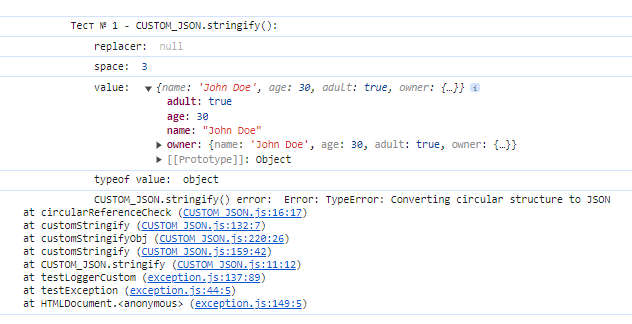 Тест № 1 - CUSTOM_JSON.stringify():
replacer: null
space: 3
value: ▼ {name: 'John Doe', age: 30, adult: true, owner: {…}} i
adult: true
age: 30
name: "John Doe"
▶ owner: {name: 'John Doe', age: 30, adult: true, owner: {…}}
▶ [[Prototype]]: Object
typeof value: object
CUSTOM_JSON.stringify() error: Error: TypeError: Converting circular structure to JSON
at circularReferenceCheck (CUSTOM_JSON.js:16:17)
at customStringify (CUSTOM_JSON.js:132:7)
at customStringifyObj (CUSTOM_JSON.js:220:26)
at customStringify (CUSTOM_JSON.js:159:42)
at CUSTOM_JSON.stringify (CUSTOM_JSON.js:11:12)
at testLoggerCustom (exception.js:137:89)
at testException (exception.js:44:5)
at HTMLDocument.<anonymous> (exception.js:149:5)